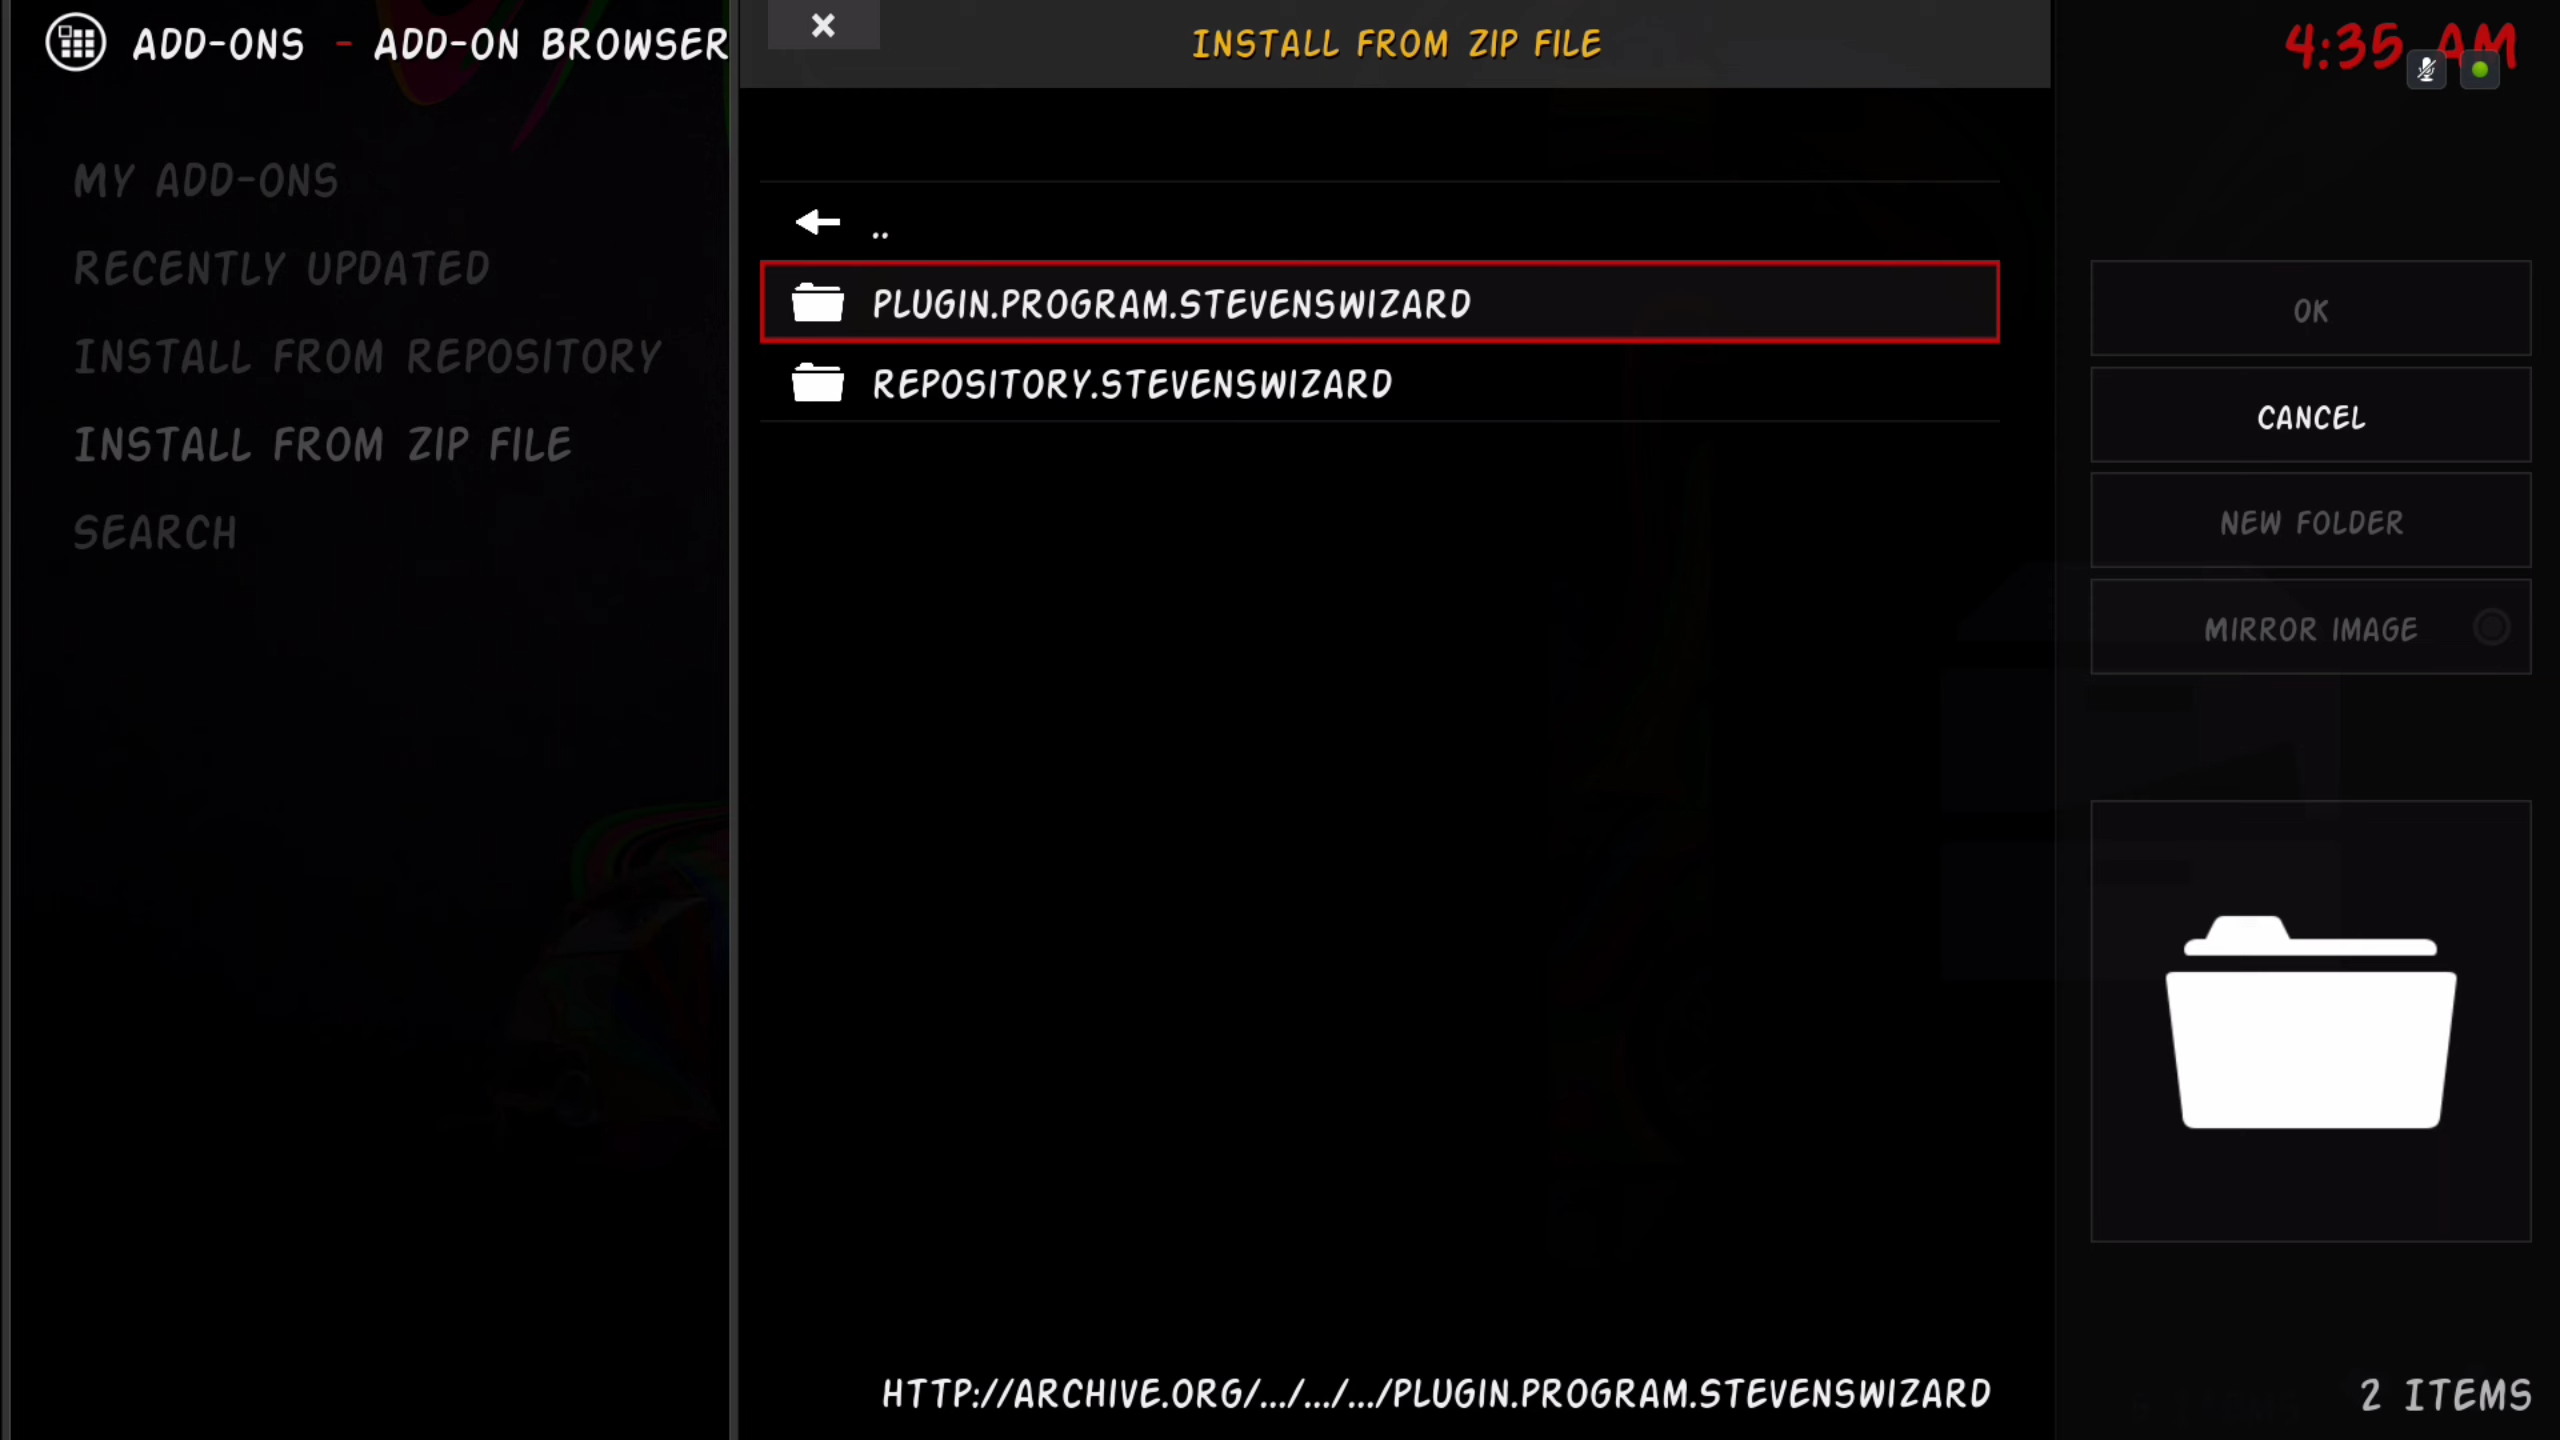 ADD-ONS - ADD-ON BROWSER
INSTALL FROM ZIP FILE
4:35 AM
MY ADD-ONS
RECENTLY UPDATED
INSTALL FROM REPOSITORY
INSTALL FROM ZIP FILE
SEARCH
..
PLUGIN.PROGRAM.STEVENSWIZARD
REPOSITORY.STEVENSWIZARD
OK
CANCEL
NEW FOLDER
MIRROR IMAGE
HTTP://ARCHIVE.ORG/.../.../.../PLUGIN.PROGRAM.STEVENSWIZARD
2 ITEMS